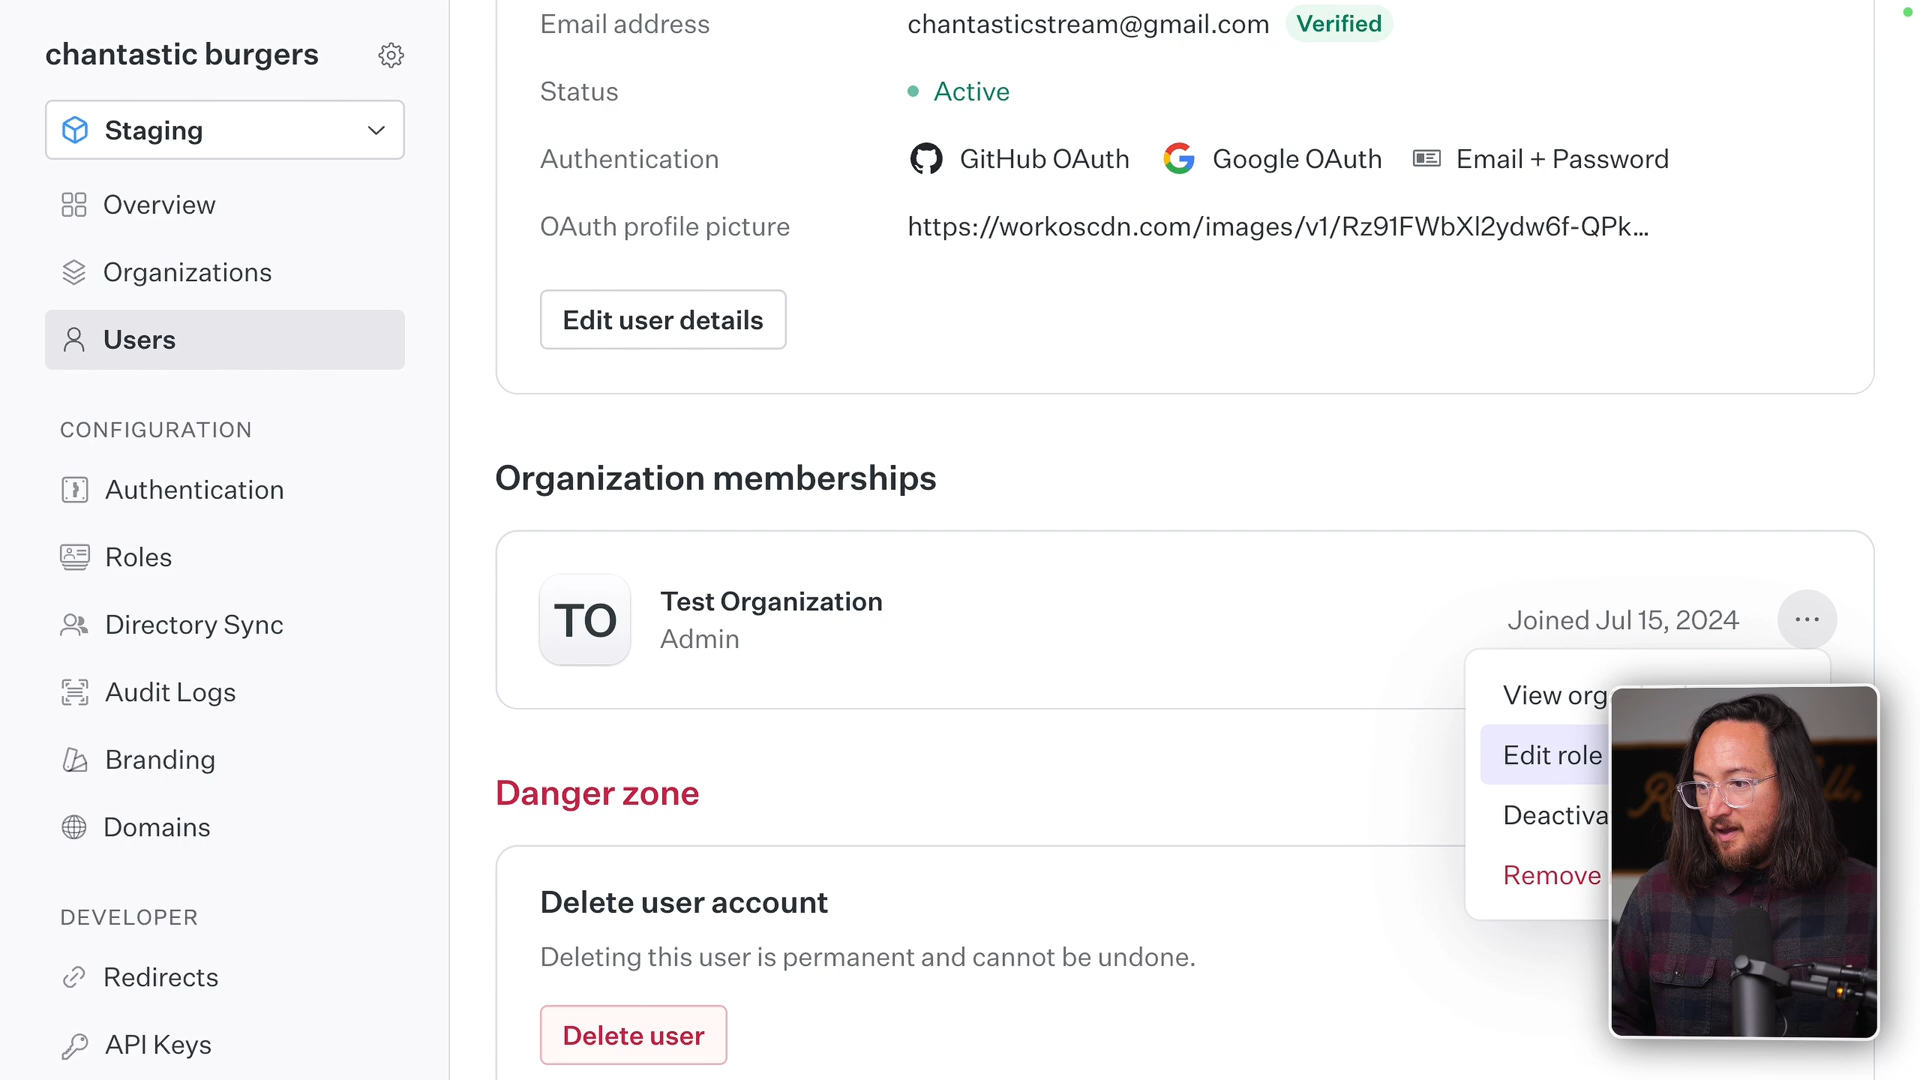 chantastic burgers
Staging
Overview
Organizations
Users
CONFIGURATION
Authentication
Roles
Directory Sync
Audit Logs
Branding
Domains
DEVELOPER
Redirects
API Keys
Email address chantasticstream@gmail.com Verified
Status Active
Authentication GitHub OAuth Google OAuth Email + Password
OAuth profile picture https://workoscdn.com/images/v1/Rz91FWbXl2ydw6f-QPk...
Edit user details
Organization memberships
TO
Test Organization
Admin
Joined Jul 15, 2024
View org
Edit role
Deactiva
Remove
Danger zone
Delete user account
Deleting this user is permanent and cannot be undone.
Delete user